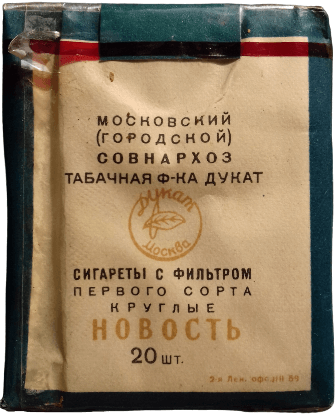 МОСКОВСКИЙ
(ГОРОДСКОЙ)
СОВНАРХОЗ
ТАБАЧНАЯ Ф-КА ДУКАТ
Дукат
Москва
СИГАРЕТЫ С ФИЛЬТРОМ
ПЕРВОГО СОРТА
КРУГЛЫЕ
НОВОСТЬ
20 ШТ.